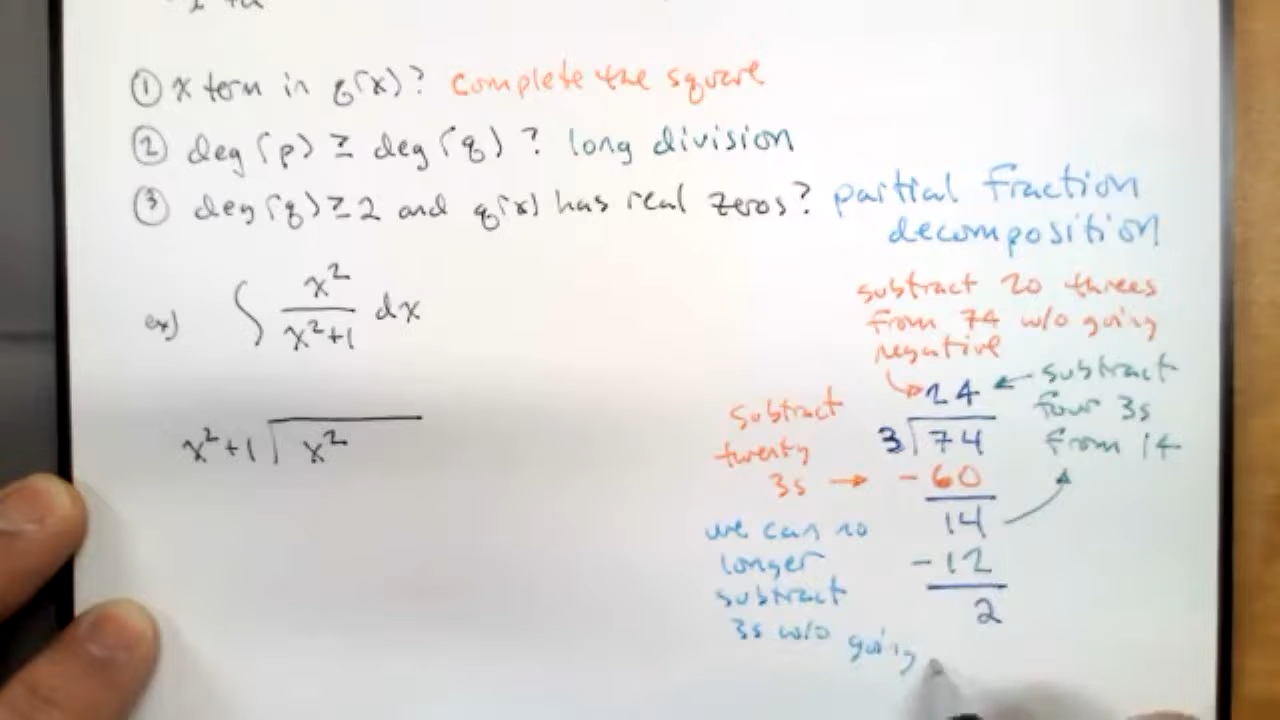 ① x term in q(x)? complete the square
② deg(p) ≥ deg(q)? long division
③ deg(q) ≥ 2 and q(x) has real zeros? partial fraction
decomposition
ex) ∫ x²/(x²+1) dx
x²+1 ⟌ x²
subtract 20 threes
from 74 w/o going
negative
24
3 ⟌ 74
- 60
14
- 12
2
subtract
four 3s
from 14
subtract
twenty
3s
we can no
longer
subtract
3s w/o going